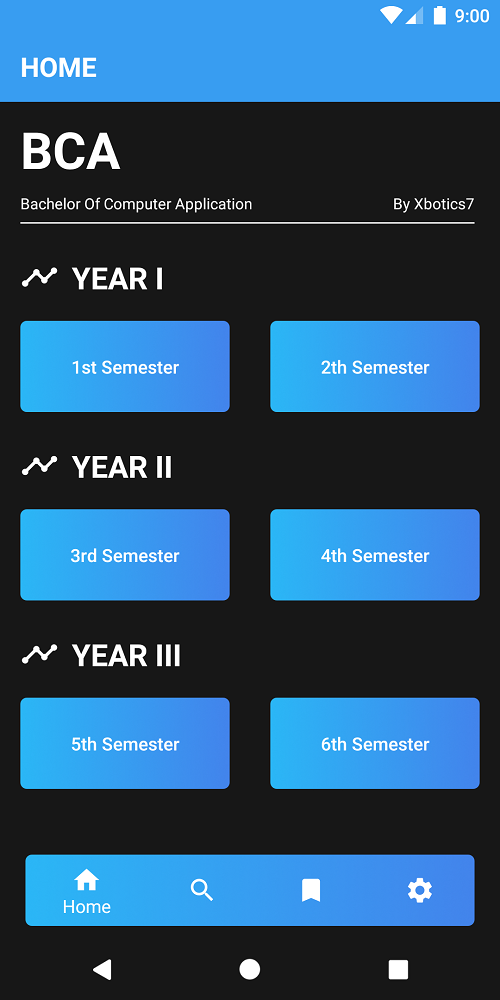 9:00
HOME
BCA
Bachelor Of Computer Application By Xbotics7
YEAR I
1st Semester 2th Semester
YEAR II
3rd Semester 4th Semester
YEAR III
5th Semester 6th Semester
Home